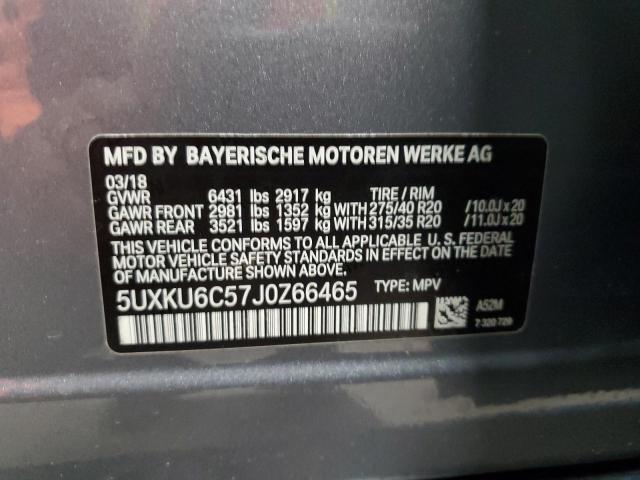 MFD BY BAYERISCHE MOTOREN WERKE AG
03/18
GVWR 6431 lbs 2917 kg TIRE / RIM
GAWR FRONT 2981 lbs 1352 kg WITH 275/40 R20 /10.0J x 20
GAWR REAR 3521 lbs 1597 kg WITH 315/35 R20 /11.0J x 20
THIS VEHICLE CONFORMS TO ALL APPLICABLE U. S. FEDERAL
MOTOR VEHICLE SAFETY STANDARDS IN EFFECT ON THE DATE
OF MANUFACTURE SHOWN ABOVE.
5UXKU6C57J0Z66465 TYPE: MPV
A52M
7 320 729